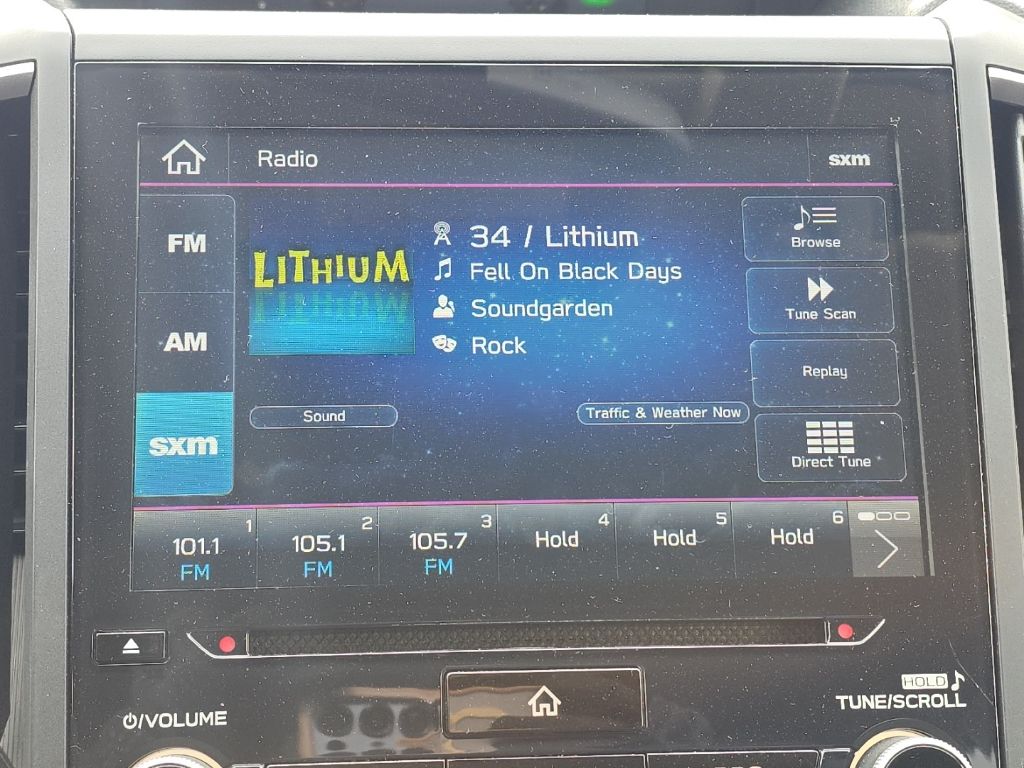 Radio
sxm
FM
AM
sxm
LITHIUM
34 / Lithium
Fell On Black Days
Soundgarden
Rock
Sound
Traffic & Weather Now
Browse
Tune Scan
Replay
Direct Tune
1
101.1
FM
2
105.1
FM
3
105.7
FM
4
Hold
5
Hold
6
Hold
/VOLUME
HOLD
TUNE/SCROLL